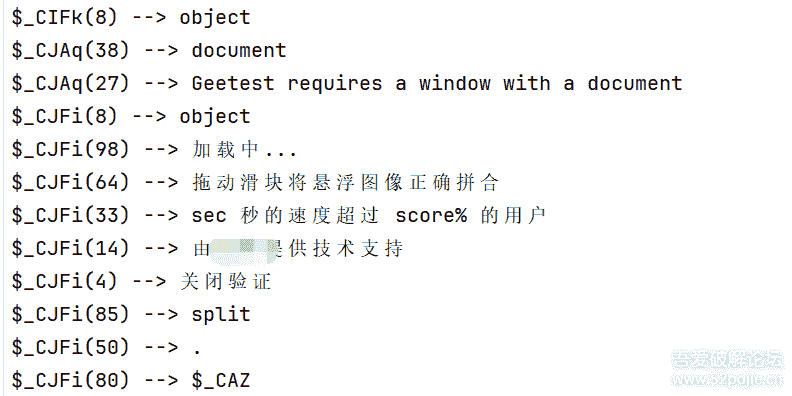 $_CIFk(8) --> object
$_CJAq(38) --> document
$_CJAq(27) --> Geetest requires a window with a document
$_CJFi(8) --> object
$_CJFi(98) --> 加载中...
$_CJFi(64) --> 拖动滑块将悬浮图像正确拼合
$_CJFi(33) --> sec 秒的速度超过 score% 的用户
$_CJFi(14) --> 由 提供技术支持
$_CJFi(4) --> 关闭验证
$_CJFi(85) --> split
$_CJFi(50) --> .
$_CJFi(80) --> $_CAZ
吾爱破解论坛
www.52pojie.cn